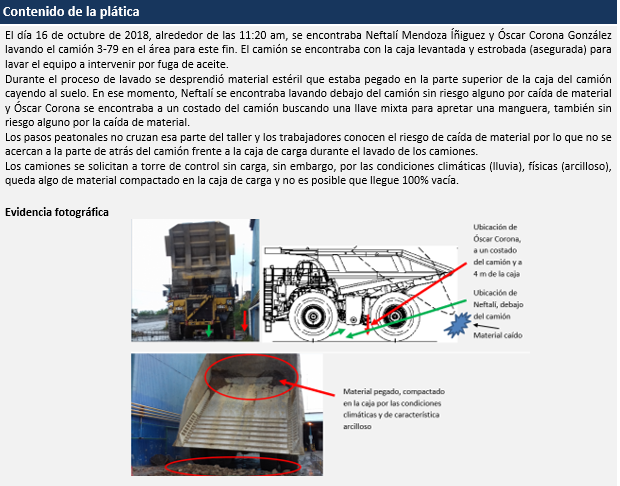 Contenido de la plática
El día 16 de octubre de 2018, alrededor de las 11:20 am, se encontraba Neftalí Mendoza Íñiguez y Óscar Corona González
lavando el camión 3-79 en el área para este fin. El camión se encontraba con la caja levantada y estrobada (asegurada) para
lavar el equipo a intervenir por fuga de aceite.
Durante el proceso de lavado se desprendió material estéril que estaba pegado en la parte superior de la caja del camión
cayendo al suelo. En ese momento, Neftalí se encontraba lavando debajo del camión sin riesgo alguno por caída de material
y Óscar Corona se encontraba a un costado del camión buscando una llave mixta para apretar una manguera, también sin
riesgo alguno por la caída de material.
Los pasos peatonales no cruzan esa parte del taller y los trabajadores conocen el riesgo de caída de material por lo que no se
acercan a la parte de atrás del camión frente a la caja de carga durante el lavado de los camiones.
Los camiones se solicitan a torre de control sin carga, sin embargo, por las condiciones climáticas (lluvia), físicas (arcilloso),
queda algo de material compactado en la caja de carga y no es posible que llegue 100% vacía.
Evidencia fotográfica
Ubicación de
Óscar Corona,
a un costado
del camión y a
4 m de la caja
Ubicación de
Neftalí, debajo
del camión
Material caído
Material pegado, compactado
en la caja por las condiciones
climáticas y de característica
arcilloso